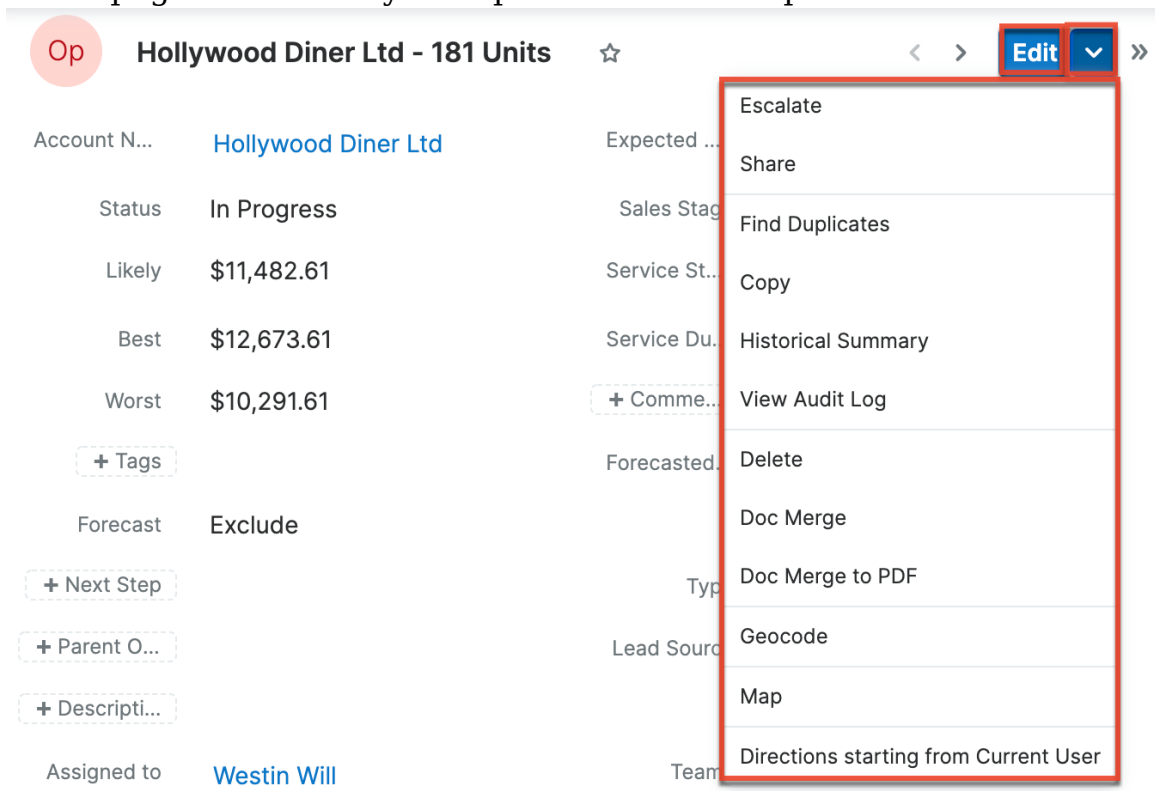 Op
Hollywood Diner Ltd - 181 Units
Edit
Account N...
Hollywood Diner Ltd
Expected ...
Status
In Progress
Sales Stag
Likely
$11,482.61
Service St...
Best
$12,673.61
Service Du..
Worst
$10,291.61
+ Comme...
+ Tags
Forecasted.
Forecast
Exclude
+ Next Step
Typ
+ Parent O...
Lead Sourc
+ Descripti...
Assigned to
Westin Will
Team
Escalate
Share
Find Duplicates
Copy
Historical Summary
View Audit Log
Delete
Doc Merge
Doc Merge to PDF
Geocode
Map
Directions starting from Current User